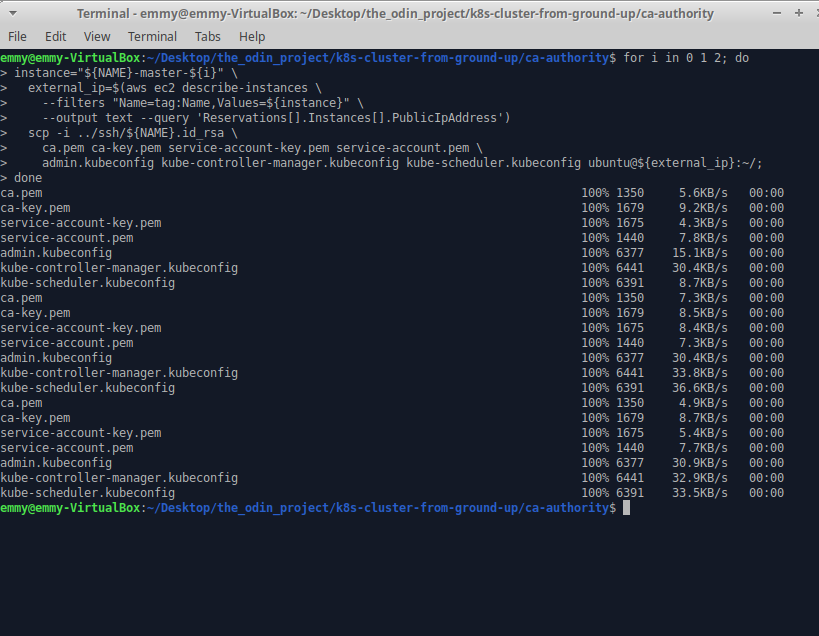 Terminal - emmy@emmy-VirtualBox: ~/Desktop/the_odin_project/k8s-cluster-from-ground-up/ca-authority
File Edit View Terminal Tabs Help
emmy@emmy-VirtualBox:~/Desktop/the_odin_project/k8s-cluster-from-ground-up/ca-authority$ for i in 0 1 2; do
> instance="${NAME}-master-${i}" \
>   external_ip=$(aws ec2 describe-instances \
>     --filters "Name=tag:Name,Values=${instance}" \
>     --output text --query 'Reservations[].Instances[].PublicIpAddress')
>   scp -i ../ssh/${NAME}.id_rsa \
>     ca.pem ca-key.pem service-account-key.pem service-account.pem \
>     admin.kubeconfig kube-controller-manager.kubeconfig kube-scheduler.kubeconfig ubuntu@${external_ip}:~/;
> done
ca.pem 100% 1350 5.6KB/s 00:00
ca-key.pem 100% 1679 9.2KB/s 00:00
service-account-key.pem 100% 1675 4.3KB/s 00:00
service-account.pem 100% 1440 7.8KB/s 00:00
admin.kubeconfig 100% 6377 15.1KB/s 00:00
kube-controller-manager.kubeconfig 100% 6441 30.4KB/s 00:00
kube-scheduler.kubeconfig 100% 6391 8.7KB/s 00:00
ca.pem 100% 1350 7.3KB/s 00:00
ca-key.pem 100% 1679 8.5KB/s 00:00
service-account-key.pem 100% 1675 8.4KB/s 00:00
service-account.pem 100% 1440 7.3KB/s 00:00
admin.kubeconfig 100% 6377 30.4KB/s 00:00
kube-controller-manager.kubeconfig 100% 6441 33.8KB/s 00:00
kube-scheduler.kubeconfig 100% 6391 36.6KB/s 00:00
ca.pem 100% 1350 4.9KB/s 00:00
ca-key.pem 100% 1679 8.7KB/s 00:00
service-account-key.pem 100% 1675 5.4KB/s 00:00
service-account.pem 100% 1440 7.7KB/s 00:00
admin.kubeconfig 100% 6377 30.9KB/s 00:00
kube-controller-manager.kubeconfig 100% 6441 32.9KB/s 00:00
kube-scheduler.kubeconfig 100% 6391 33.5KB/s 00:00
emmy@emmy-VirtualBox:~/Desktop/the_odin_project/k8s-cluster-from-ground-up/ca-authority$